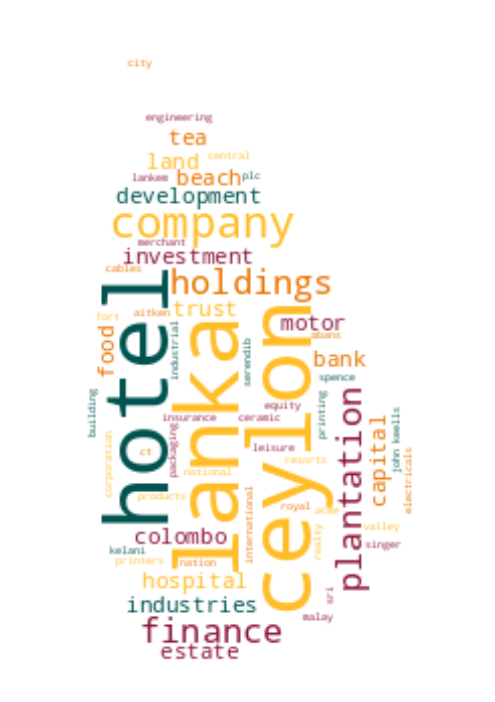 city
engineering
tea
land
central
lankem
beach
plc
development
company
merchant
investment
cables
holdings
hotel
lanka
ceylon
fort
aitken
trust
motor
abans
food
industrial
serendib
bank
spence
building
insurance
ceramic
equity
printing
plantation
capital
john keells
electricals
corporation
ct
packaging
national
leisure
resorts
products
international
royal
acme
realty
valley
singer
colombo
kelani
printers
nation
hospital
sri
industries
malay
finance
estate